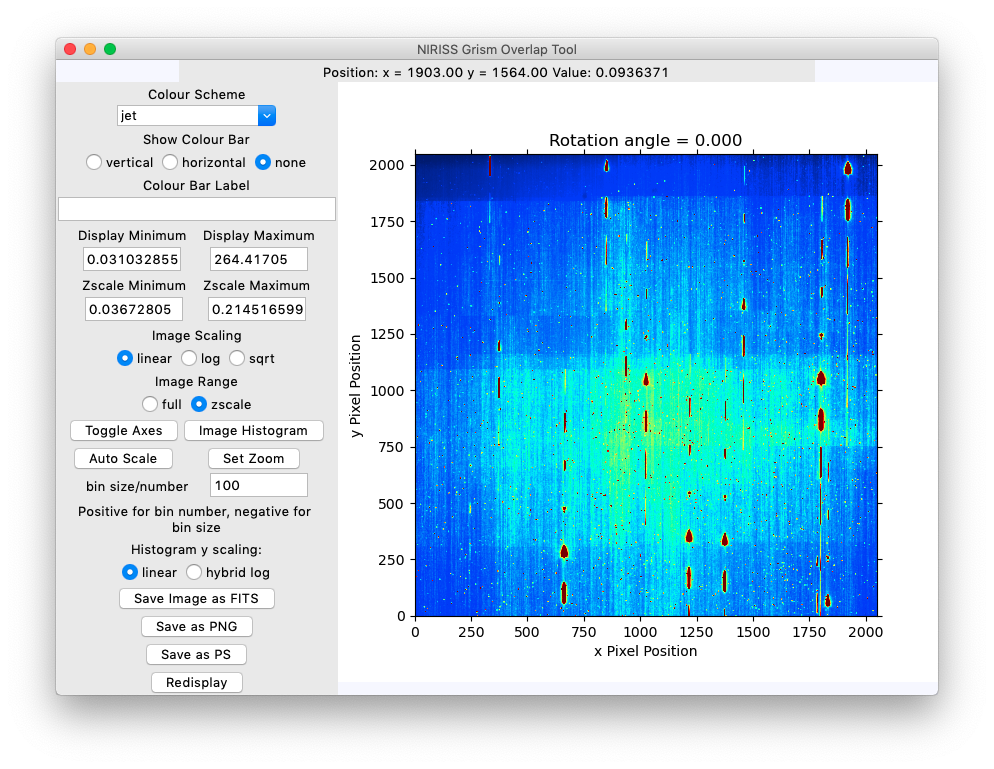 NIRISS Grism Overlap Tool
Position: x = 1903.00 y = 1564.00 Value: 0.0936371
Colour Scheme
jet
Show Colour Bar
vertical horizontal none
Colour Bar Label
Display Minimum Display Maximum
0.031032855 264.41705
Zscale Minimum Zscale Maximum
0.03672805 0.214516599
Image Scaling
linear log sqrt
Image Range
full zscale
Toggle Axes Image Histogram
Auto Scale Set Zoom
bin size/number 100
Positive for bin number, negative for
bin size
Histogram y scaling:
linear hybrid log
Save Image as FITS
Save as PNG
Save as PS
Redisplay
Rotation angle = 0.000
2000
1750
1500
1250
1000
750
500
250
0
y Pixel Position
0 250 500 750 1000 1250 1500 1750 2000
x Pixel Position